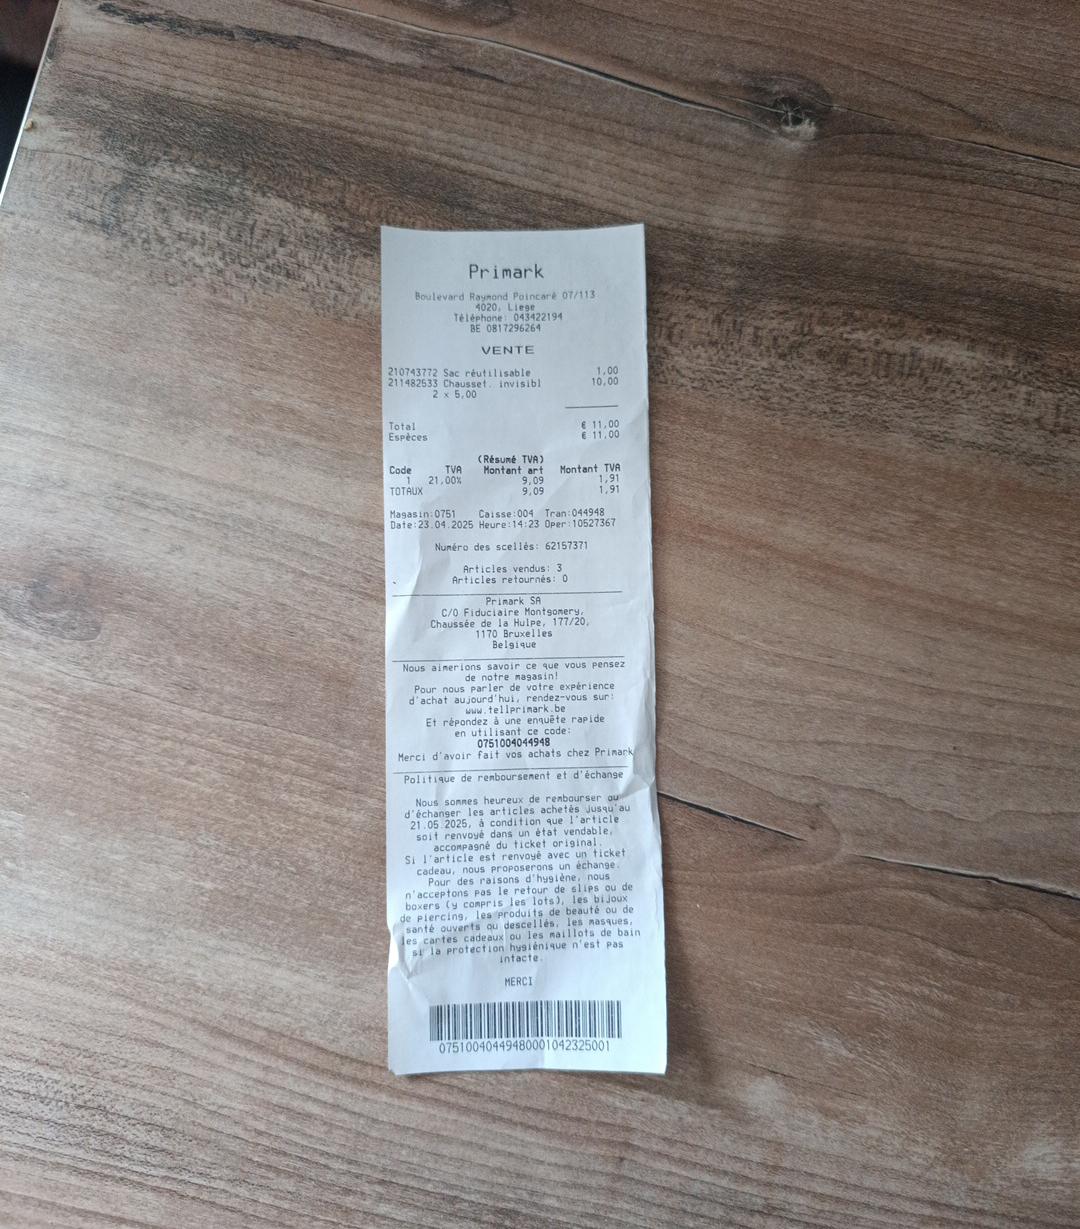 Primark
Boulevard Raymond Poincaré 07/113
4020, Liege
Téléphone: 043422194
BE 0817296264
VENTE
210743772 Sac réutilisable 1,00
211482533 Chausset. invisibl 10,00
2 x 5,00
Total € 11,00
Espèces € 11,00
(Résumé TVA)
Code TVA Montant art Montant TVA
1 21,00% 9,09 1,91
TOTAUX 9,09 1,91
Magasin:0751 Caisse:004 Tran:044948
Date:23.04.2025 Heure:14:23 Oper:10527367
Numéro des scellés: 62157371
Articles vendus: 3
Articles retournés: 0
Primark SA
C/O Fiduciaire Montgomery,
Chaussée de la Hulpe, 177/20,
1170 Bruxelles
Belgique
Nous aimerions savoir ce que vous pensez
de notre magasin!
Pour nous parler de votre expérience
d'achat aujourd'hui, rendez-vous sur:
www.tellprimark.be
Et répondez à une enquête rapide
en utilisant ce code:
0751004044948
Merci d'avoir fait vos achats chez Primark
Politique de remboursement et d'échange
Nous sommes heureux de rembourser ou
d'échanger les articles achetés jusqu'au
21.05.2025, à condition que l'article
soit renvoyé dans un état vendable,
accompagné du ticket original.
Si l'article est renvoyé avec un ticket
cadeau, nous proposerons un échange.
Pour des raisons d'hygiène, nous
n'acceptons pas le retour de slips ou de
boxers (y compris les lots), les bijoux
de piercing, les produits de beauté ou de
santé ouverts ou descellés, les masques,
les cartes cadeaux ou les maillots de bain
si la protection hygiénique n'est pas
intacte.
MERCI
07510040449480001042325001